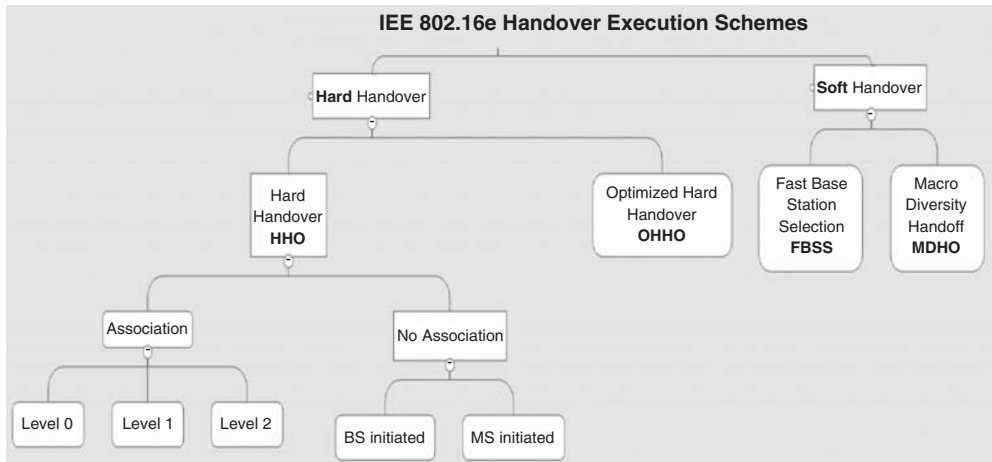 IEE 802.16e Handover Execution Schemes
Hard Handover
Soft Handover
Hard
Handover
HHO
Optimized Hard
Handover
OHHO
Fast Base
Station
Selection
FBSS
Macro
Diversity
Handoff
MDHO
Association
No Association
Level 0
Level 1
Level 2
BS initiated
MS initiated